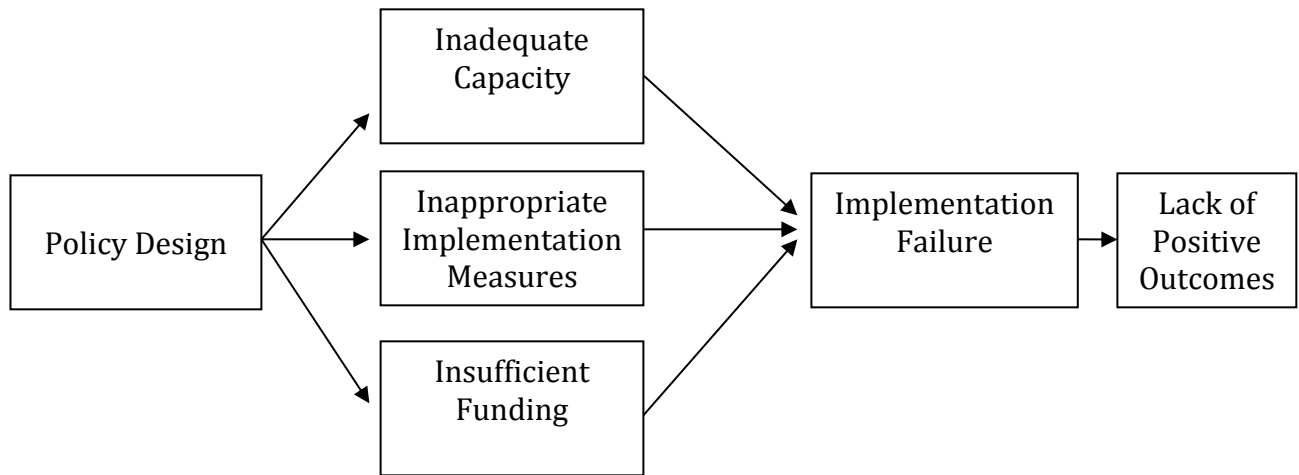 Policy Design
Inadequate
Capacity
Inappropriate
Implementation
Measures
Insufficient
Funding
Implementation
Failure
Lack of
Positive
Outcomes